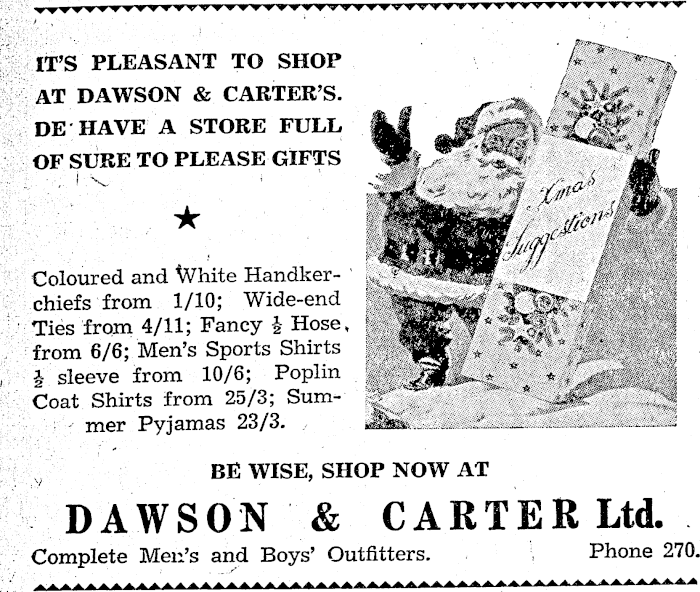 IT'S PLEASANT TO SHOP
AT DAWSON & CARTER'S.
DE HAVE A STORE FULL
OF SURE TO PLEASE GIFTS
Xmas
Suggestions
Coloured and White Handker-
chiefs from 1/10; Wide-end
Ties from 4/11; Fancy ½ Hose,
from 6/6; Men's Sports Shirts
½ sleeve from 10/6; Poplin
Coat Shirts from 25/3; Sum-
mer Pyjamas 23/3.
BE WISE, SHOP NOW AT
DAWSON & CARTER Ltd.
Complete Men's and Boys' Outfitters. Phone 270.